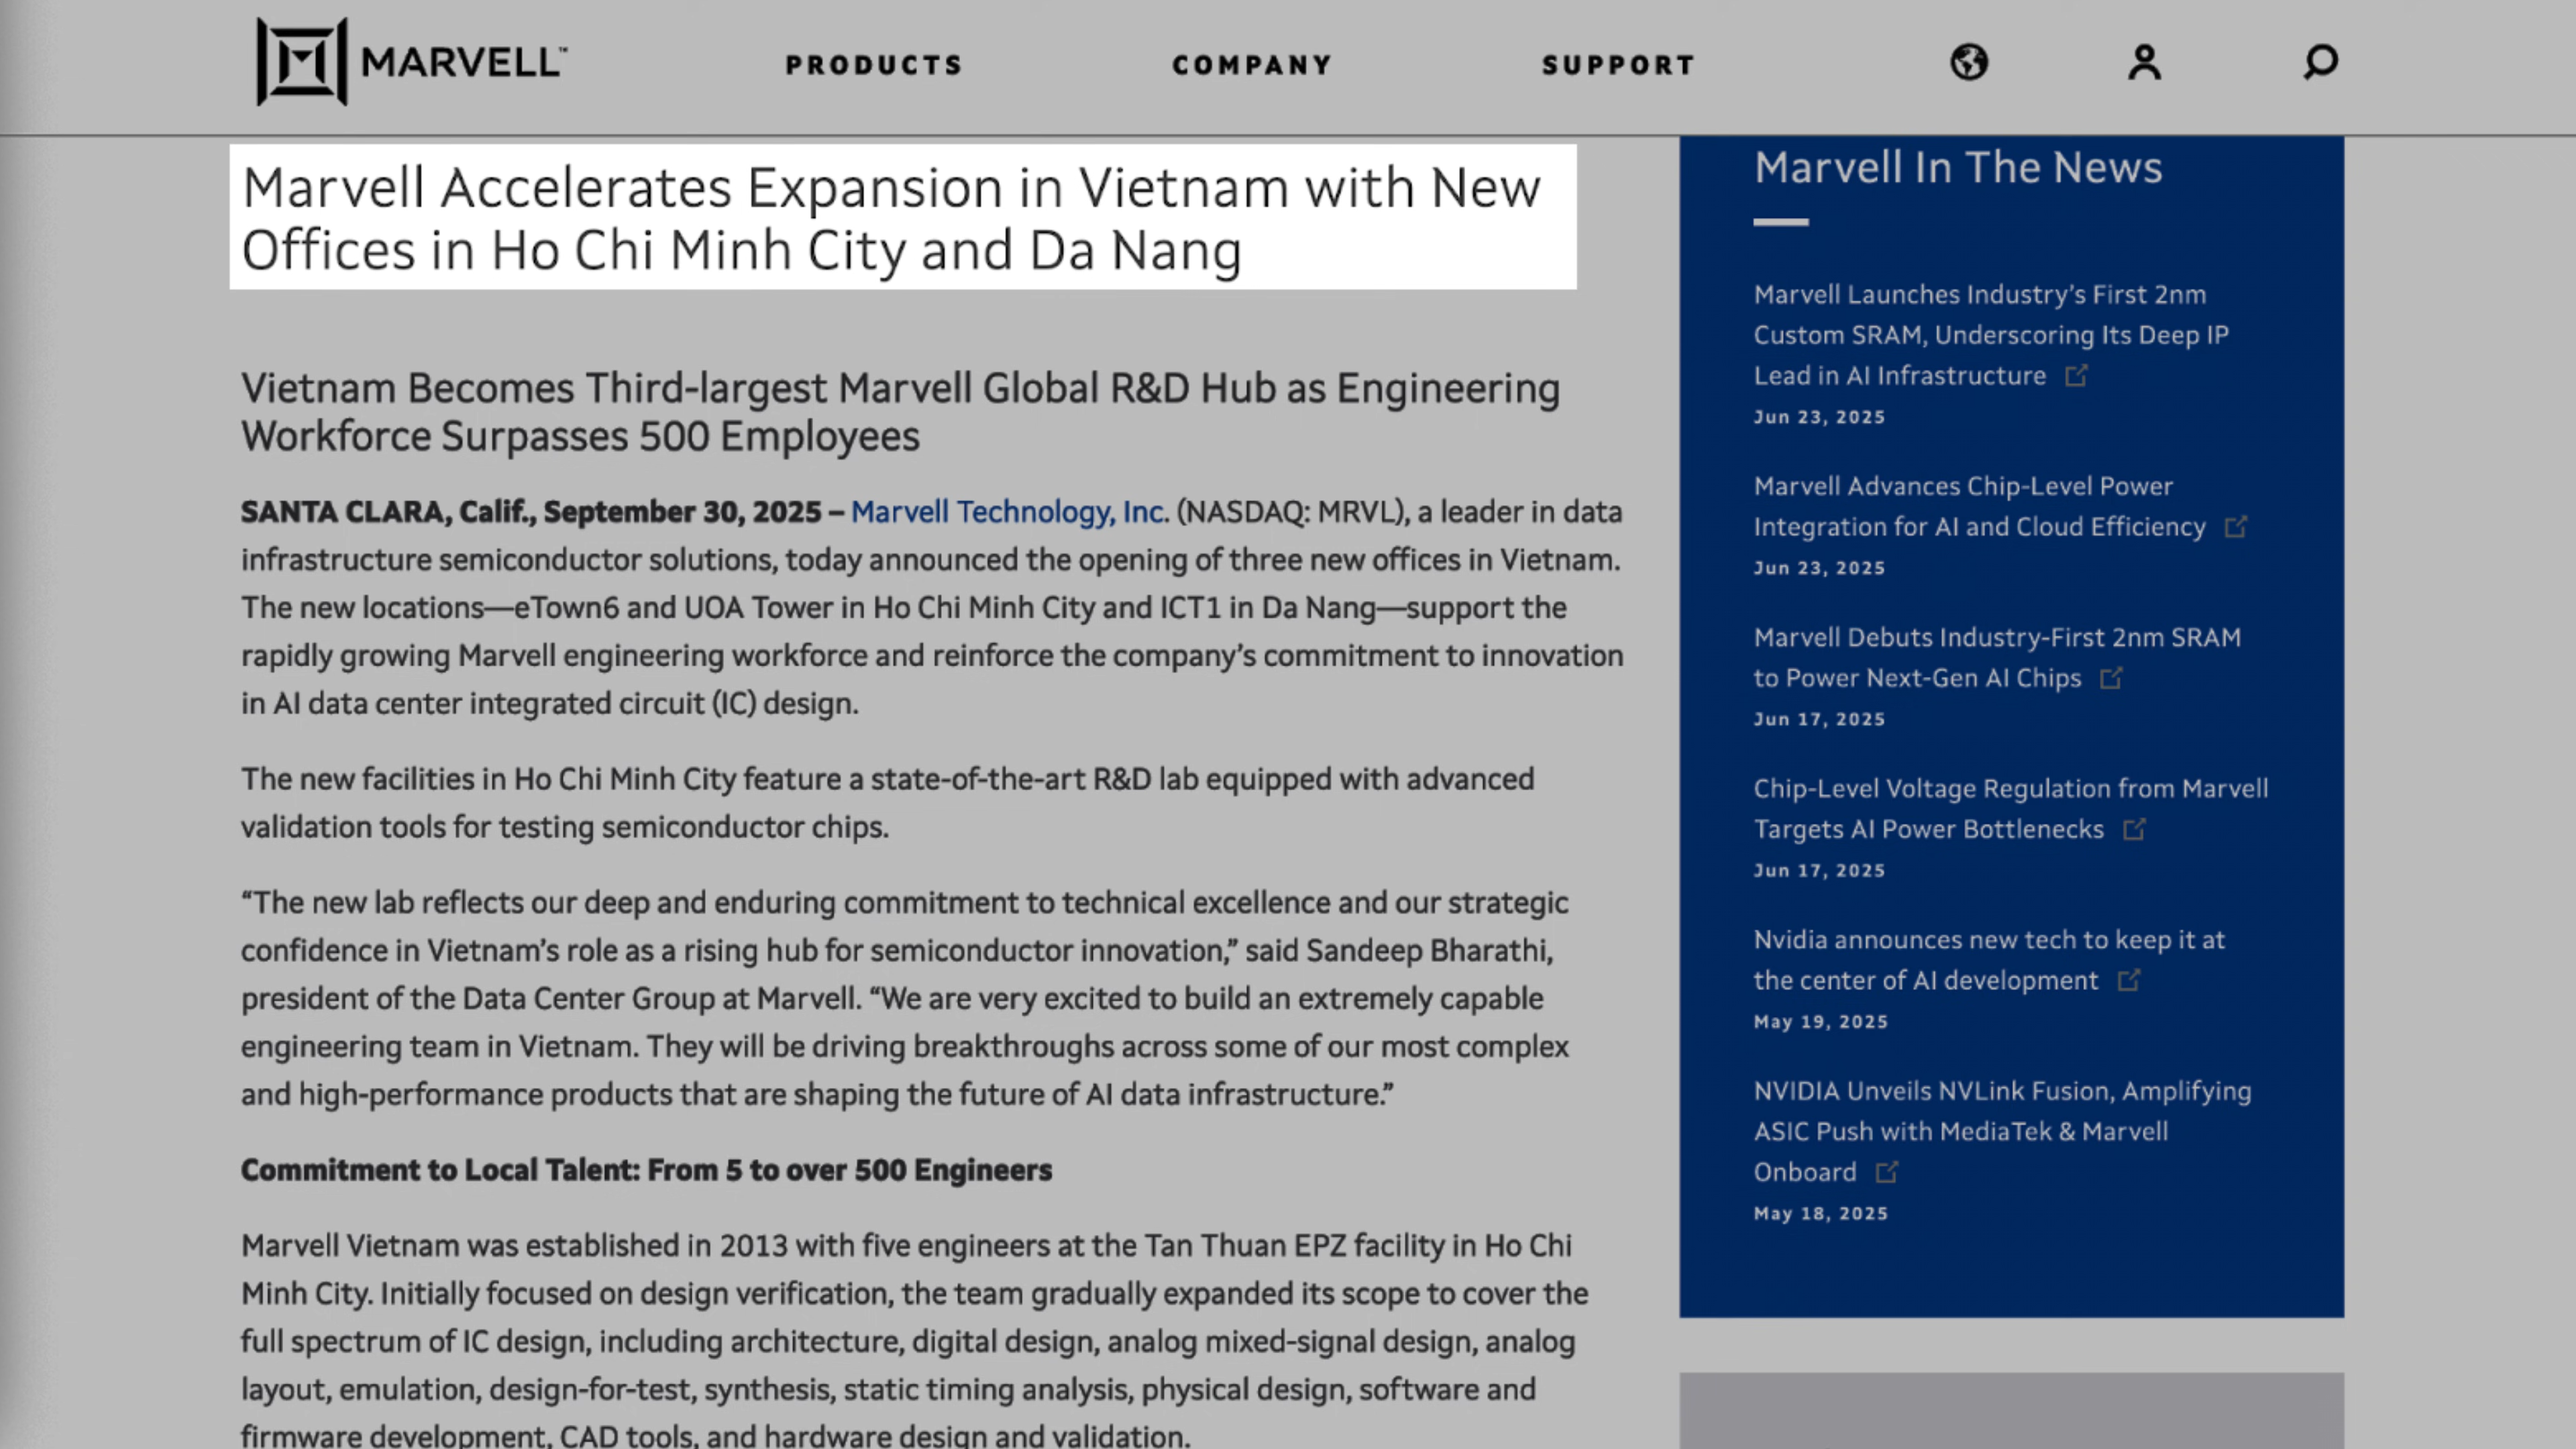 MARVELL™
PRODUCTS
COMPANY
SUPPORT
Marvell Accelerates Expansion in Vietnam with New
Offices in Ho Chi Minh City and Da Nang
Vietnam Becomes Third-largest Marvell Global R&D Hub as Engineering
Workforce Surpasses 500 Employees
SANTA CLARA, Calif., September 30, 2025 – Marvell Technology, Inc. (NASDAQ: MRVL), a leader in data
infrastructure semiconductor solutions, today announced the opening of three new offices in Vietnam.
The new locations—eTown6 and UOA Tower in Ho Chi Minh City and ICT1 in Da Nang—support the
rapidly growing Marvell engineering workforce and reinforce the company’s commitment to innovation
in AI data center integrated circuit (IC) design.
The new facilities in Ho Chi Minh City feature a state-of-the-art R&D lab equipped with advanced
validation tools for testing semiconductor chips.
“The new lab reflects our deep and enduring commitment to technical excellence and our strategic
confidence in Vietnam’s role as a rising hub for semiconductor innovation,” said Sandeep Bharathi,
president of the Data Center Group at Marvell. “We are very excited to build an extremely capable
engineering team in Vietnam. They will be driving breakthroughs across some of our most complex
and high-performance products that are shaping the future of AI data infrastructure.”
Commitment to Local Talent: From 5 to over 500 Engineers
Marvell Vietnam was established in 2013 with five engineers at the Tan Thuan EPZ facility in Ho Chi
Minh City. Initially focused on design verification, the team gradually expanded its scope to cover the
full spectrum of IC design, including architecture, digital design, analog mixed-signal design, analog
layout, emulation, design-for-test, synthesis, static timing analysis, physical design, software and
firmware development, CAD tools, and hardware design and validation.
Marvell In The News
Marvell Launches Industry’s First 2nm
Custom SRAM, Underscoring Its Deep IP
Lead in AI Infrastructure
Jun 23, 2025
Marvell Advances Chip-Level Power
Integration for AI and Cloud Efficiency
Jun 23, 2025
Marvell Debuts Industry-First 2nm SRAM
to Power Next-Gen AI Chips
Jun 17, 2025
Chip-Level Voltage Regulation from Marvell
Targets AI Power Bottlenecks
Jun 17, 2025
Nvidia announces new tech to keep it at
the center of AI development
May 19, 2025
NVIDIA Unveils NVLink Fusion, Amplifying
ASIC Push with MediaTek & Marvell
Onboard
May 18, 2025